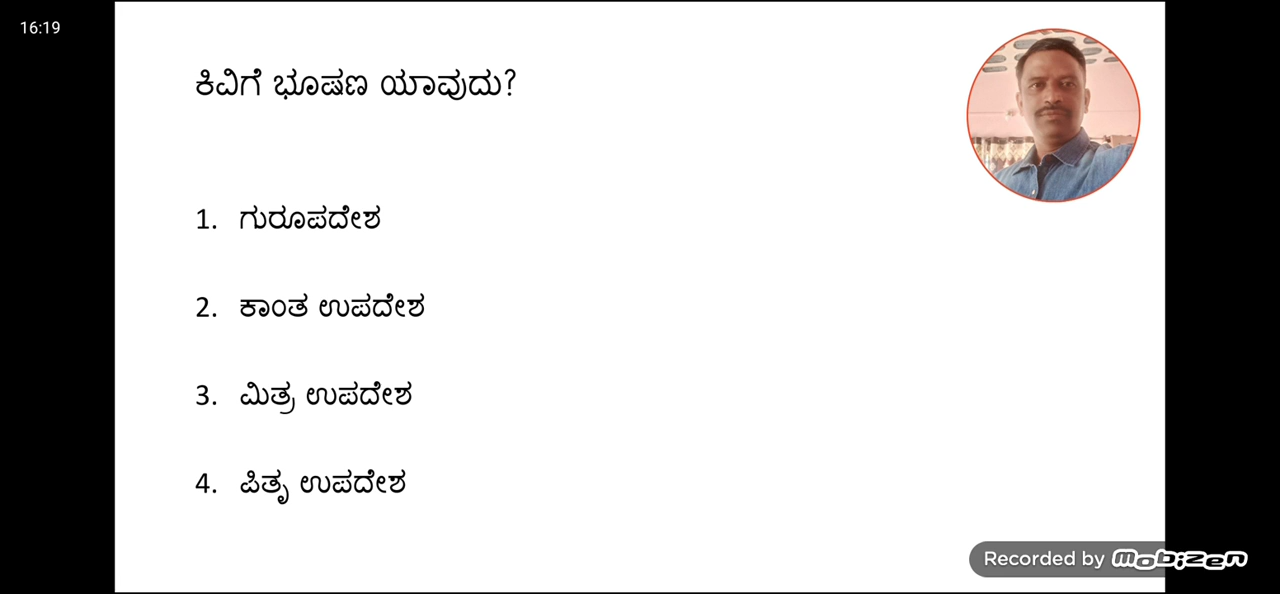 16:19
ಕಿವಿಗೆ ಭೂಷಣ ಯಾವುದು?
1. ಗುರೂಪದೇಶ
2. ಕಾಂತ ಉಪದೇಶ
3. ಮಿತ್ರ ಉಪದೇಶ
4. ಪಿತೃ ಉಪದೇಶ
Recorded by Mobizen